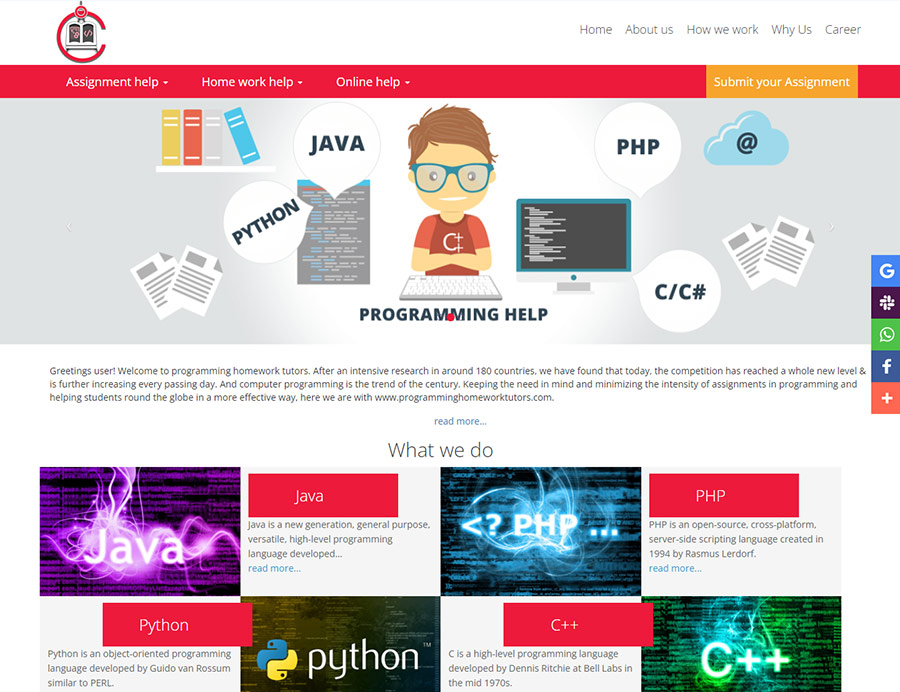 Home About us How we work Why Us Career
Assignment help Home work help Online help Submit your Assignment
JAVA
PHP
@
PYTHON
C++
C/C#
PROGRAMMING HELP
Greetings user! Welcome to programming homework tutors. After an intensive research in around 180 countries, we have found that today, the competition has reached a whole new level &
is further increasing every passing day. And computer programming is the trend of the century. Keeping the need in mind and minimizing the intensity of assignments in programming and
helping students round the globe in a more effective way, here we are with www.programminghomeworktutors.com.
read more...
What we do
Java
Java
Java is a new generation, general purpose,
versatile, high-level programming
language developed...
read more...
<? PHP ...
PHP
PHP is an open-source, cross-platform,
server-side scripting language created in
1994 by Rasmus Lerdorf.
read more...
Python
Python is an object-oriented programming
language developed by Guido van Rossum
similar to PERL.
python™
C++
C is a high-level programming language
developed by Dennis Ritchie at Bell Labs in
the mid 1970s.
C++